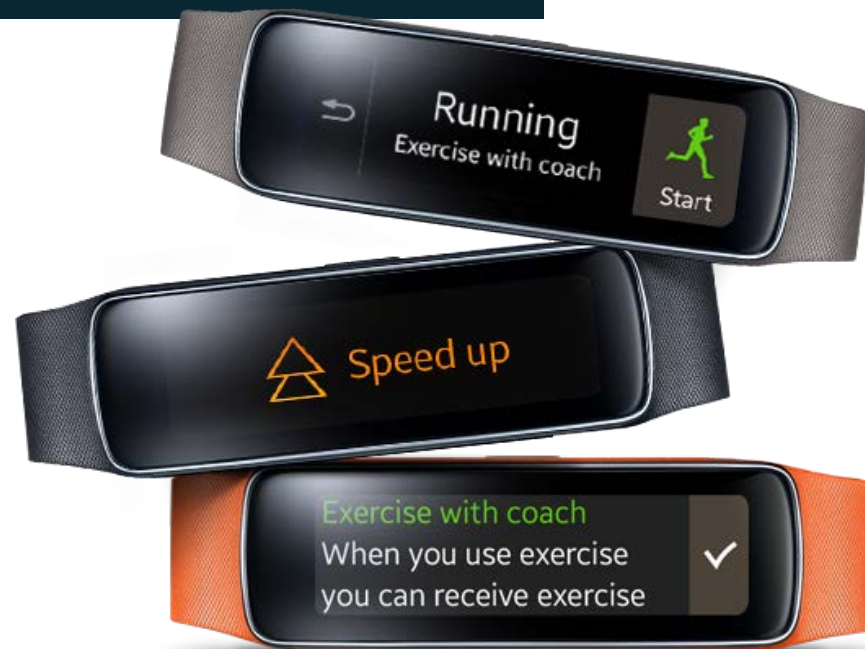 Running
Exercise with coach
Start
Speed up
Exercise with coach
When you use exercise
you can receive exercise